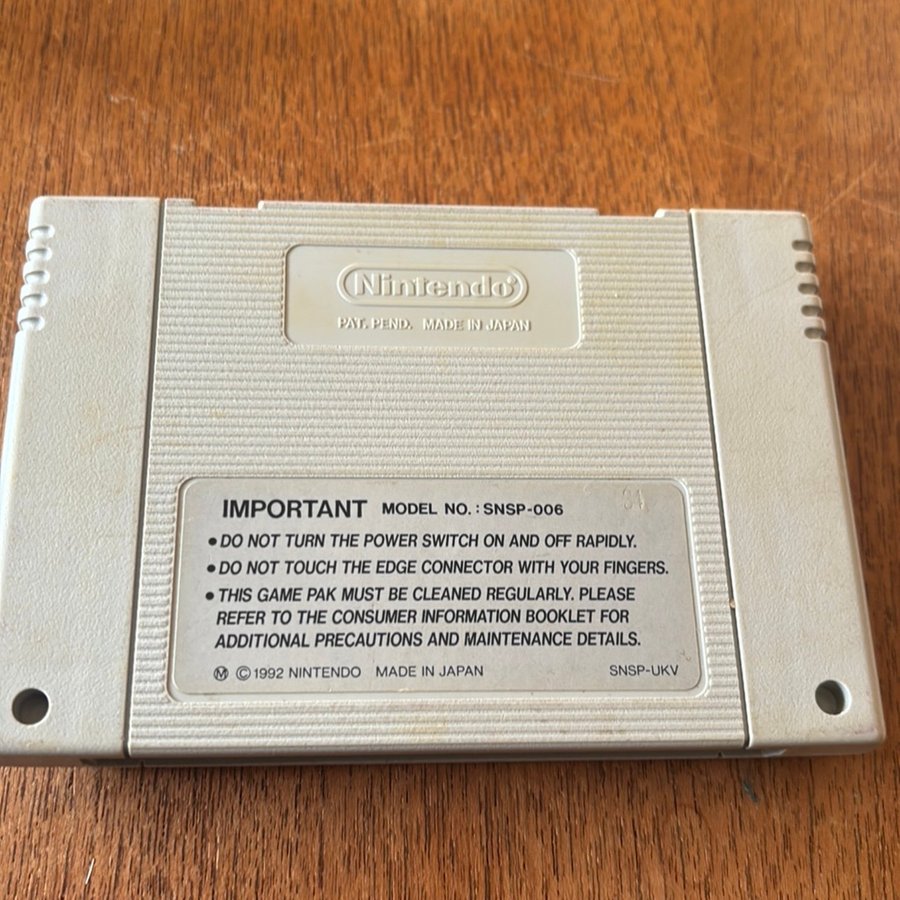 Nintendo®
PAT. PEND. MADE IN JAPAN
IMPORTANT MODEL NO. : SNSP-006
• DO NOT TURN THE POWER SWITCH ON AND OFF RAPIDLY.
• DO NOT TOUCH THE EDGE CONNECTOR WITH YOUR FINGERS.
• THIS GAME PAK MUST BE CLEANED REGULARLY. PLEASE
REFER TO THE CONSUMER INFORMATION BOOKLET FOR
ADDITIONAL PRECAUTIONS AND MAINTENANCE DETAILS.
Ⓜ © 1992 NINTENDO MADE IN JAPAN SNSP-UKV